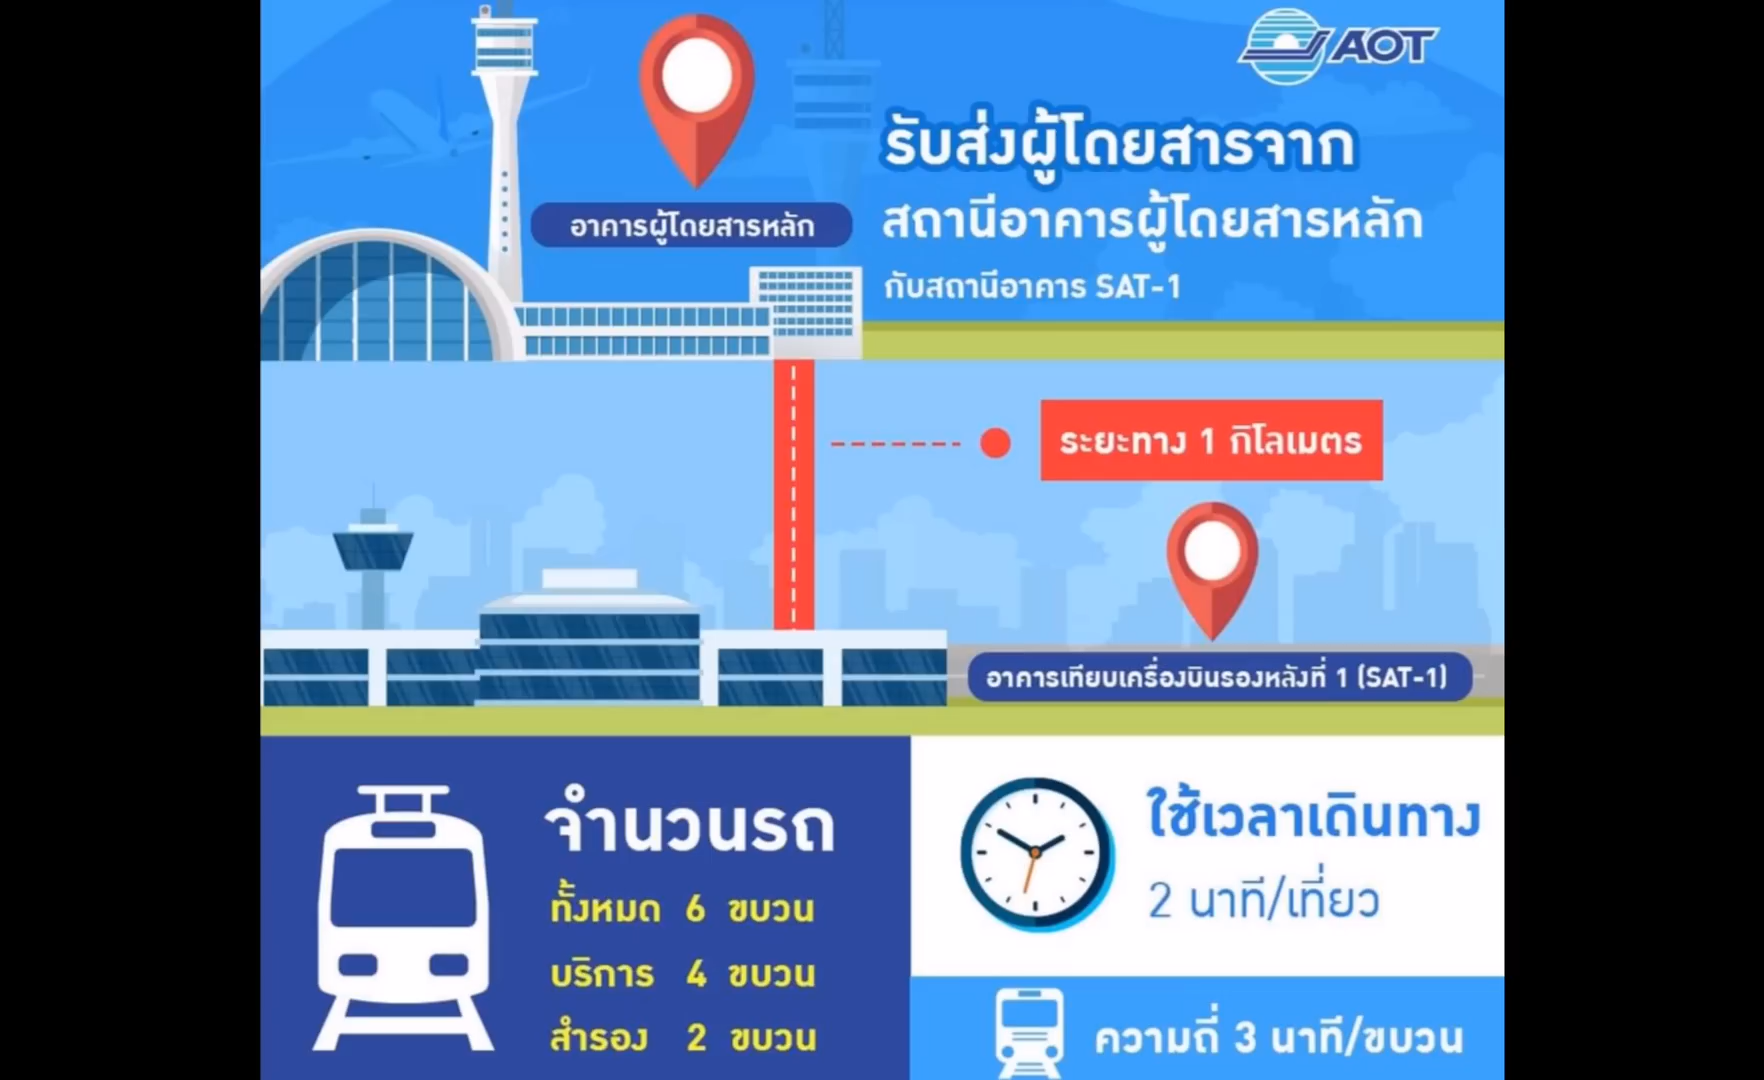 AOT
รับส่งผู้โดยสารจาก
สถานีอาคารผู้โดยสารหลัก
กับสถานีอาคาร SAT-1
อาคารผู้โดยสารหลัก
ระยะทาง 1 กิโลเมตร
อาคารเทียบเครื่องบินรองหลังที่ 1 (SAT-1)
จำนวนรถ
ทั้งหมด 6 ขบวน
บริการ 4 ขบวน
สำรอง 2 ขบวน
ใช้เวลาเดินทาง
2 นาที/เที่ยว
ความถี่ 3 นาที/ขบวน